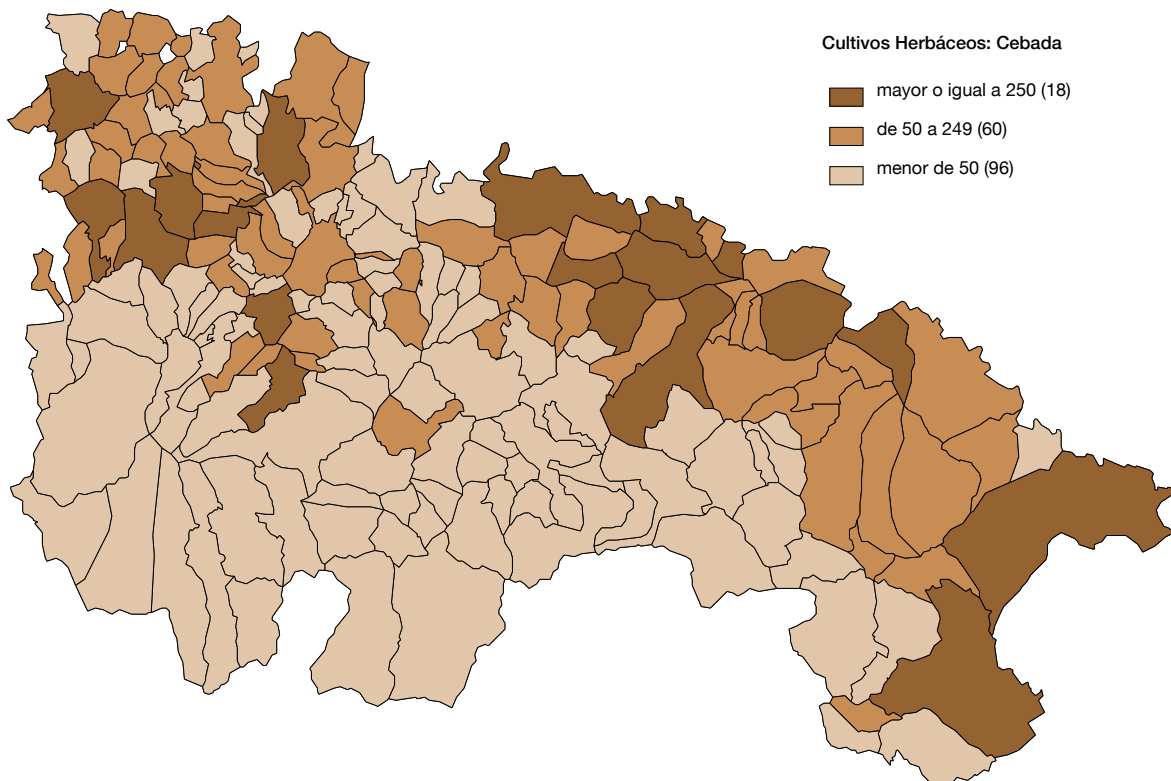 Cultivos Herbáceos: Cebada
mayor o igual a 250 (18)
de 50 a 249 (60)
menor de 50 (96)